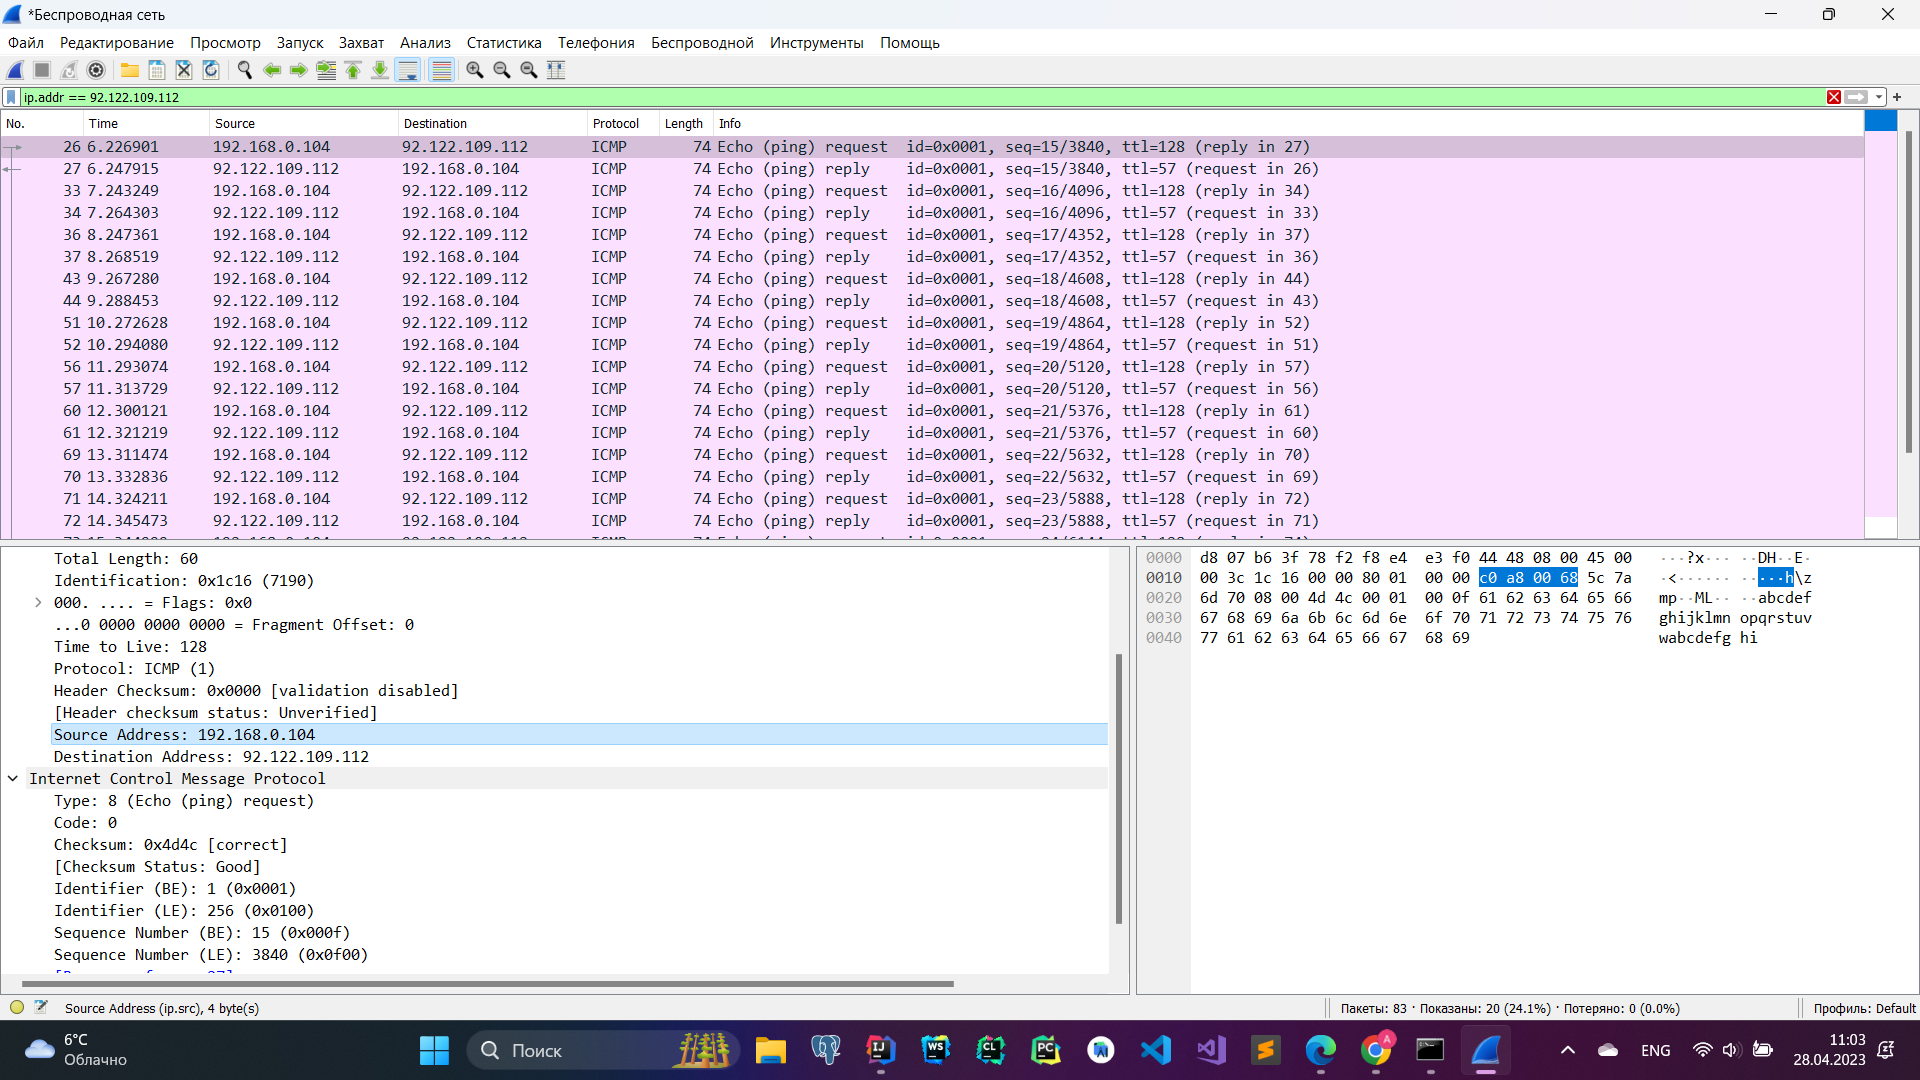 *Беспроводная сеть
Файл Редактирование Просмотр Запуск Захват Анализ Статистика Телефония Беспроводной Инструменты Помощь
ip.addr == 92.122.109.112
No. Time Source Destination Protocol Length Info
26 6.226901 192.168.0.104 92.122.109.112 ICMP 74 Echo (ping) request id=0x0001, seq=15/3840, ttl=128 (reply in 27)
27 6.247915 92.122.109.112 192.168.0.104 ICMP 74 Echo (ping) reply id=0x0001, seq=15/3840, ttl=57 (request in 26)
33 7.243249 192.168.0.104 92.122.109.112 ICMP 74 Echo (ping) request id=0x0001, seq=16/4096, ttl=128 (reply in 34)
34 7.264303 92.122.109.112 192.168.0.104 ICMP 74 Echo (ping) reply id=0x0001, seq=16/4096, ttl=57 (request in 33)
36 8.247361 192.168.0.104 92.122.109.112 ICMP 74 Echo (ping) request id=0x0001, seq=17/4352, ttl=128 (reply in 37)
37 8.268519 92.122.109.112 192.168.0.104 ICMP 74 Echo (ping) reply id=0x0001, seq=17/4352, ttl=57 (request in 36)
43 9.267280 192.168.0.104 92.122.109.112 ICMP 74 Echo (ping) request id=0x0001, seq=18/4608, ttl=128 (reply in 44)
44 9.288453 92.122.109.112 192.168.0.104 ICMP 74 Echo (ping) reply id=0x0001, seq=18/4608, ttl=57 (request in 43)
51 10.272628 192.168.0.104 92.122.109.112 ICMP 74 Echo (ping) request id=0x0001, seq=19/4864, ttl=128 (reply in 52)
52 10.294080 92.122.109.112 192.168.0.104 ICMP 74 Echo (ping) reply id=0x0001, seq=19/4864, ttl=57 (request in 51)
56 11.293074 192.168.0.104 92.122.109.112 ICMP 74 Echo (ping) request id=0x0001, seq=20/5120, ttl=128 (reply in 57)
57 11.313729 92.122.109.112 192.168.0.104 ICMP 74 Echo (ping) reply id=0x0001, seq=20/5120, ttl=57 (request in 56)
60 12.300121 192.168.0.104 92.122.109.112 ICMP 74 Echo (ping) request id=0x0001, seq=21/5376, ttl=128 (reply in 61)
61 12.321219 92.122.109.112 192.168.0.104 ICMP 74 Echo (ping) reply id=0x0001, seq=21/5376, ttl=57 (request in 60)
69 13.311474 192.168.0.104 92.122.109.112 ICMP 74 Echo (ping) request id=0x0001, seq=22/5632, ttl=128 (reply in 70)
70 13.332836 92.122.109.112 192.168.0.104 ICMP 74 Echo (ping) reply id=0x0001, seq=22/5632, ttl=57 (request in 69)
71 14.324211 192.168.0.104 92.122.109.112 ICMP 74 Echo (ping) request id=0x0001, seq=23/5888, ttl=128 (reply in 72)
72 14.345473 92.122.109.112 192.168.0.104 ICMP 74 Echo (ping) reply id=0x0001, seq=23/5888, ttl=57 (request in 71)
Total Length: 60
Identification: 0x1c16 (7190)
000. .... = Flags: 0x0
...0 0000 0000 0000 = Fragment Offset: 0
Time to Live: 128
Protocol: ICMP (1)
Header Checksum: 0x0000 [validation disabled]
[Header checksum status: Unverified]
Source Address: 192.168.0.104
Destination Address: 92.122.109.112
Internet Control Message Protocol
Type: 8 (Echo (ping) request)
Code: 0
Checksum: 0x4d4c [correct]
[Checksum Status: Good]
Identifier (BE): 1 (0x0001)
Identifier (LE): 256 (0x0100)
Sequence Number (BE): 15 (0x000f)
Sequence Number (LE): 3840 (0x0f00)
0000 d8 07 b6 3f 78 f2 f8 e4 e3 f0 44 48 08 00 45 00 ···?x··· ··DH··E·
0010 00 3c 1c 16 00 00 80 01 00 00 c0 a8 00 68 5c 7a ·<······ ·····h\z
0020 6d 70 08 00 4d 4c 00 01 00 0f 61 62 63 64 65 66 mp··ML·· ··abcdef
0030 67 68 69 6a 6b 6c 6d 6e 6f 70 71 72 73 74 75 76 ghijklmn opqrstuv
0040 77 61 62 63 64 65 66 67 68 69 wabcdefg hi
Source Address (ip.src), 4 byte(s)
Пакеты: 83 · Показаны: 20 (24.1%) · Потеряно: 0 (0.0%)
Профиль: Default
6°C
Облачно
Поиск
ENG
11:03
28.04.2023